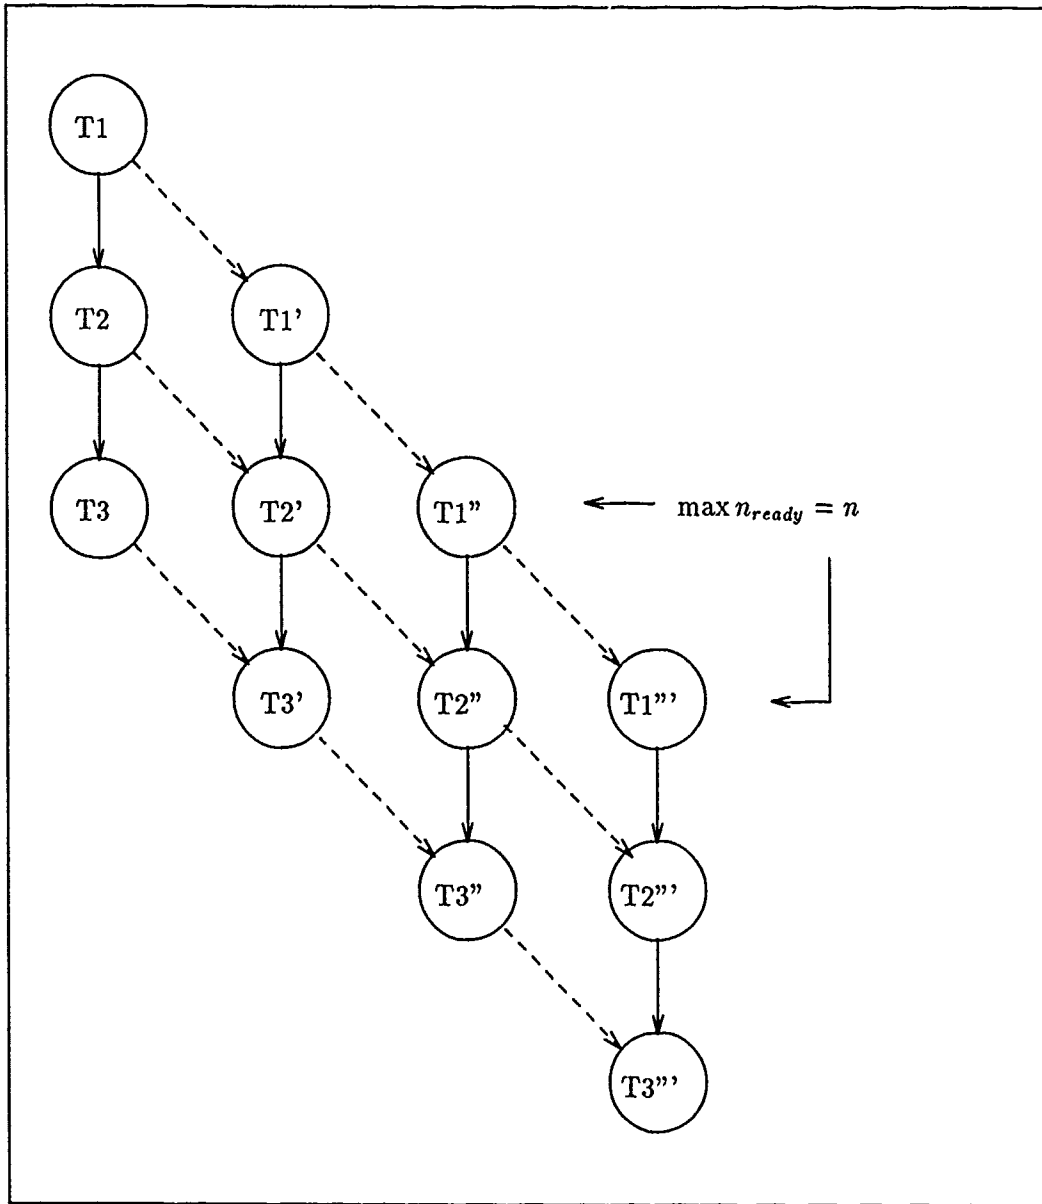 T1
T2 T1'
T3 T2' T1" max n_ready = n
T3' T2" T1"'
T3" T2"'
T3"'